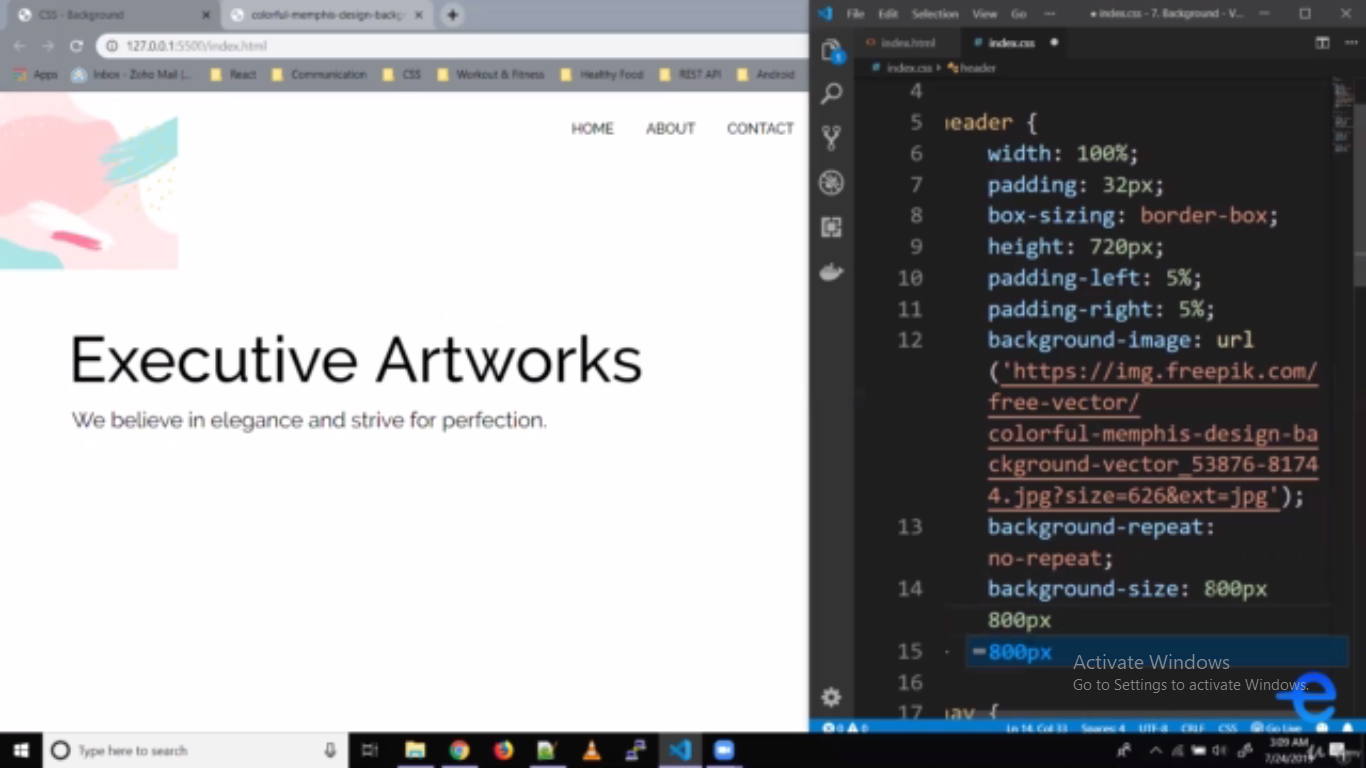 CSS - Background
colorful-memphis-design-backg
File Edit Selection View Go
index.css - 7. Background - V...
127.0.0.1:5500/index.html
index.html
index.css
Apps
Inbox - Zoho Mail (...
React
Communication
CSS
Workout & Fitness
Healthy Food
REST API
Android
index.css
header
HOME ABOUT CONTACT
Executive Artworks
We believe in elegance and strive for perfection.
4
5 header {
6 width: 100%;
7 padding: 32px;
8 box-sizing: border-box;
9 height: 720px;
10 padding-left: 5%;
11 padding-right: 5%;
12 background-image: url
('https://img.freepik.com/
free-vector/
colorful-memphis-design-ba
ckground-vector_53876-8174
4.jpg?size=626&ext=jpg');
13 background-repeat:
no-repeat;
14 background-size: 800px
800px
15 800px
16
17 nav {
Activate Windows
Go to Settings to activate Windows.
Ln 14, Col 33 Spaces: 4 UTF-8 CRLF CSS Go Live
Type here to search
3:09 AM